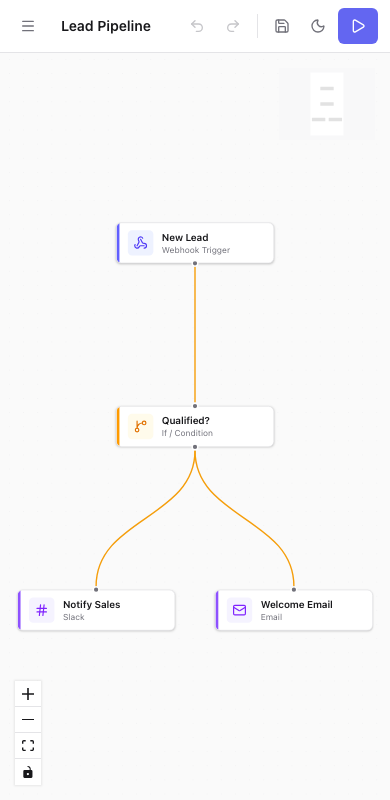 Lead Pipeline
New Lead
Webhook Trigger
Qualified?
If / Condition
Notify Sales
Slack
Welcome Email
Email